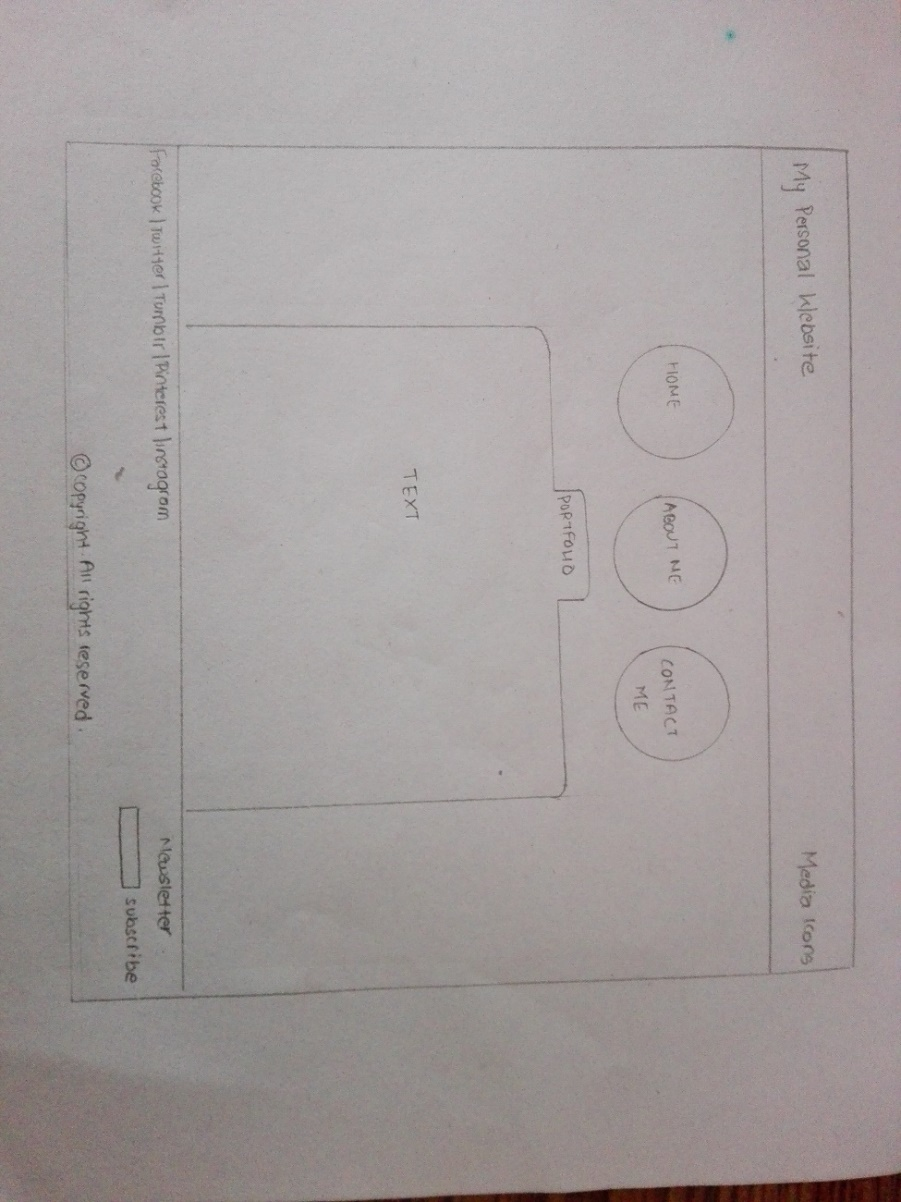 My Personal Website
Media Icons
HOME
ABOUT ME
CONTACT
ME
PORTFOLIO
TEXT
Facebook | Twitter | Tumblr | Pinterest | Instagram
Newsletter
subscribe
© copyright. All rights reserved.